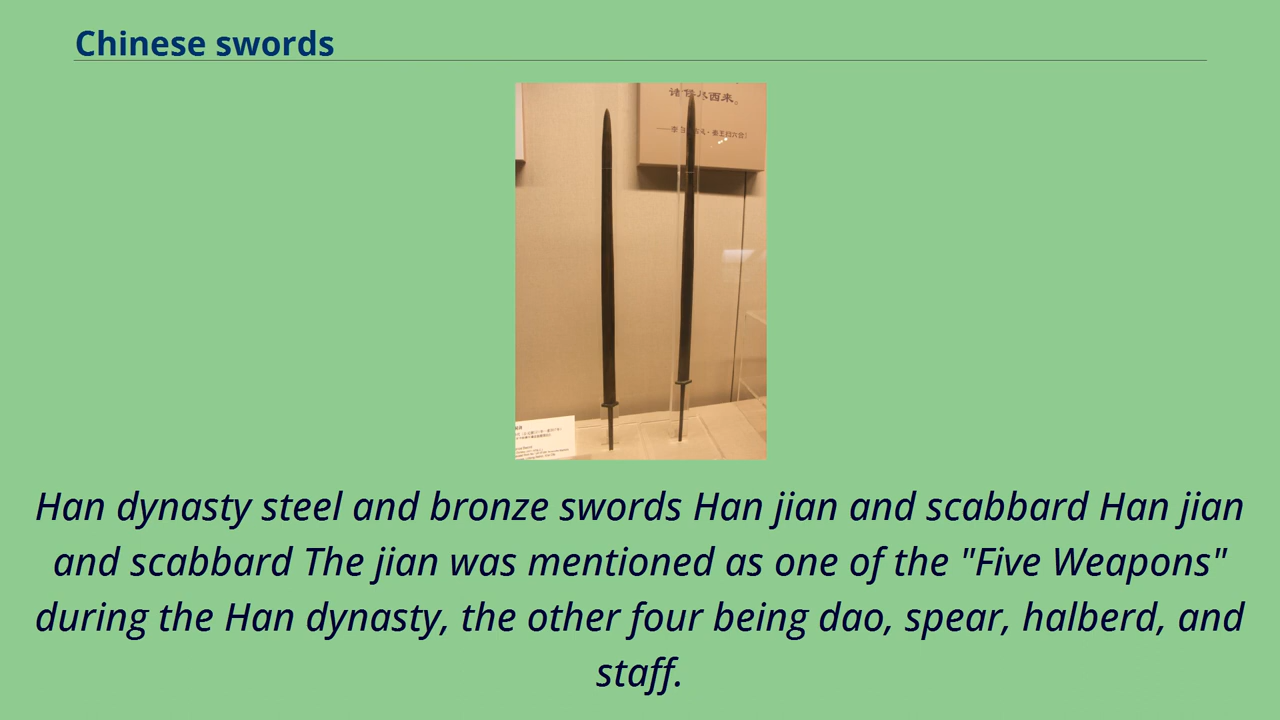 Chinese swords
西来。
Han dynasty steel and bronze swords Han jian and scabbard Han jian
and scabbard The jian was mentioned as one of the "Five Weapons"
during the Han dynasty, the other four being dao, spear, halberd, and
staff.